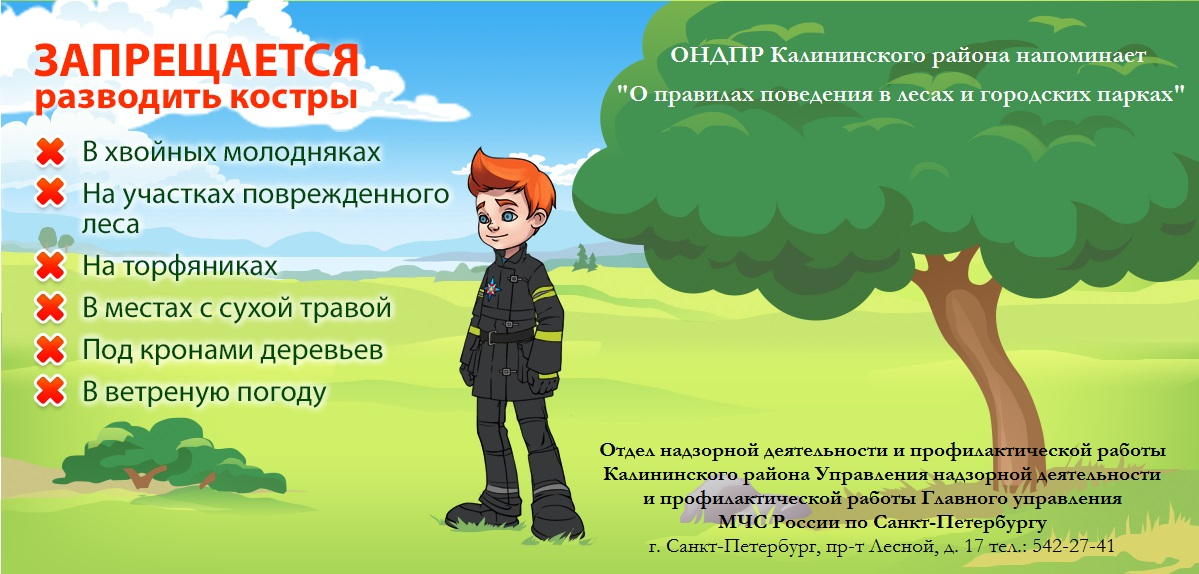 ЗАПРЕЩАЕТСЯ
разводить костры
В хвойных молодняках
На участках поврежденного
леса
На торфяниках
В местах с сухой травой
Под кронами деревьев
В ветреную погоду
ОНДПР Калининского района напоминает
"О правилах поведения в лесах и городских парках"
Отдел надзорной деятельности и профилактической работы
Калининского района Управления надзорной деятельности
и профилактической работы Главного управления
МЧС России по Санкт-Петербургу
г. Санкт-Петербург, пр-т Лесной, д. 17 тел.: 542-27-41